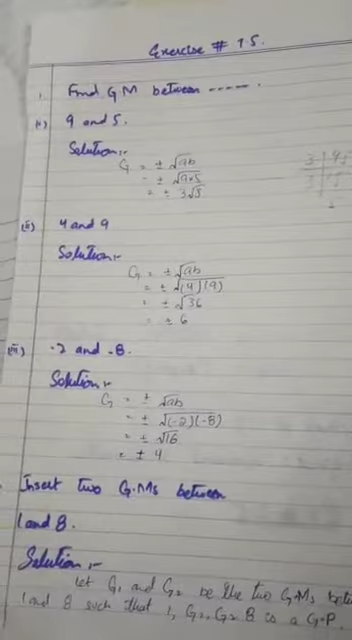 Exercise # 7.5.
1. Find GM between -----.
(i) 9 and 5.
Solution:-
G = ± √ab
= ± √9×5
= ± 3√5
(ii) 4 and 9
Solution:-
G = ± √ab
= ± √(4)(9)
= ± √36
= ± 6
(iii) -2 and -8.
Solution:-
G = ± √ab
= ± √(-2)(-8)
= ± √16
= ± 4
Insert two G.Ms between
1 and 8.
Solution:-
Let G₁ and G₂ be the two G.Ms
1 and 8 such that 1, G₁, G₂ 8 is a G.P.